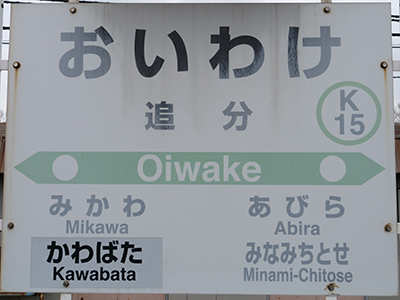 おいわけ
追分
K
15
Oiwake
みかわ
Mikawa
かわばた
Kawabata
あびら
Abira
みなみちとせ
Minami-Chitose